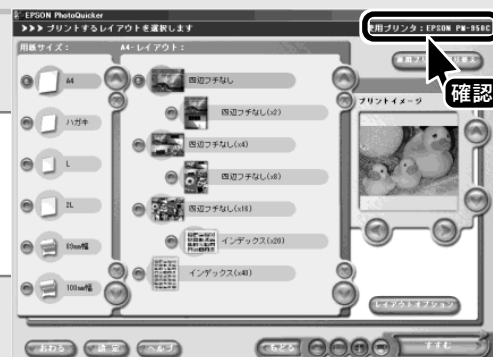 EPSON PhotoQuicker
>>> プリントするレイアウトを選択します
使用プリンタ：EPSON PM-950C
用紙サイズ：
A4-レイアウト：
確認
プリントイメージ
A4
ハガキ
L
2L
89mm幅
100mm幅
四辺フチなし
四辺フチなし(x2)
四辺フチなし(x4)
四辺フチなし(x8)
四辺フチなし(x16)
インデックス(x20)
インデックス(x40)
レイアウトオプション
おわる
設定
ヘルプ
もどる
すすむ